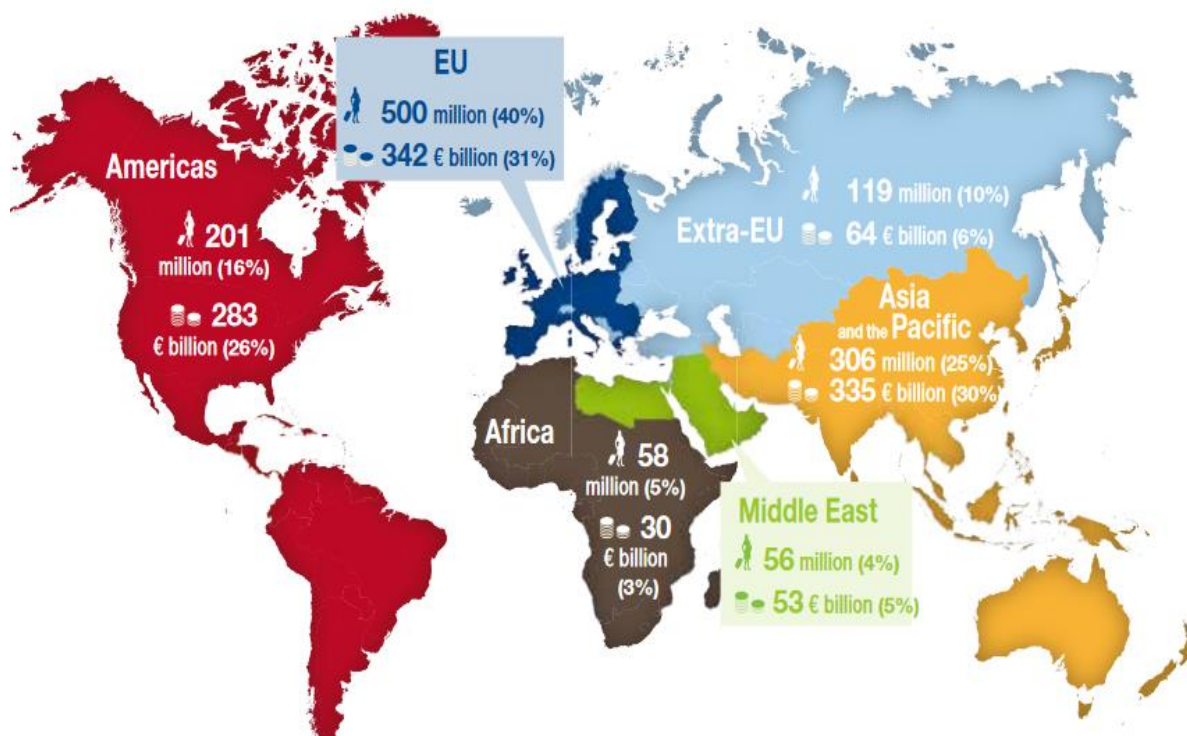 EU
500 million (40%)
342 € billion (31%)
Americas
201
million (16%)
283
€ billion (26%)
119 million (10%)
Extra-EU
64 € billion (6%)
Asia
and the Pacific
306 million (25%)
335 € billion (30%)
Africa
58
million (5%)
30
€ billion
(3%)
Middle East
56 million (4%)
53 € billion (5%)